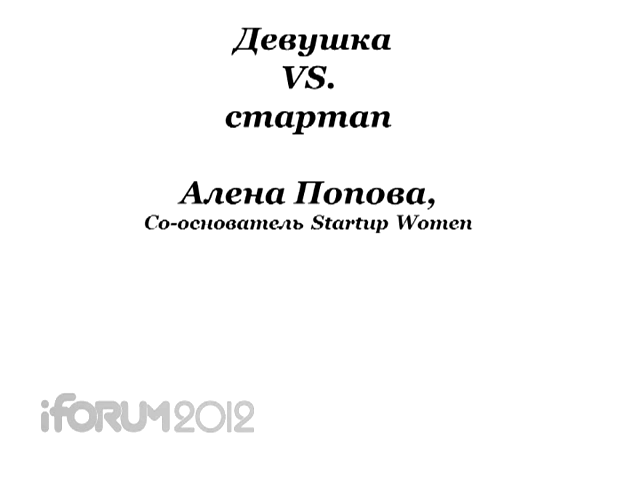 Девушка
VS.
стартап
Алена Попова,
Со-основатель Startup Women
iFORUM2012